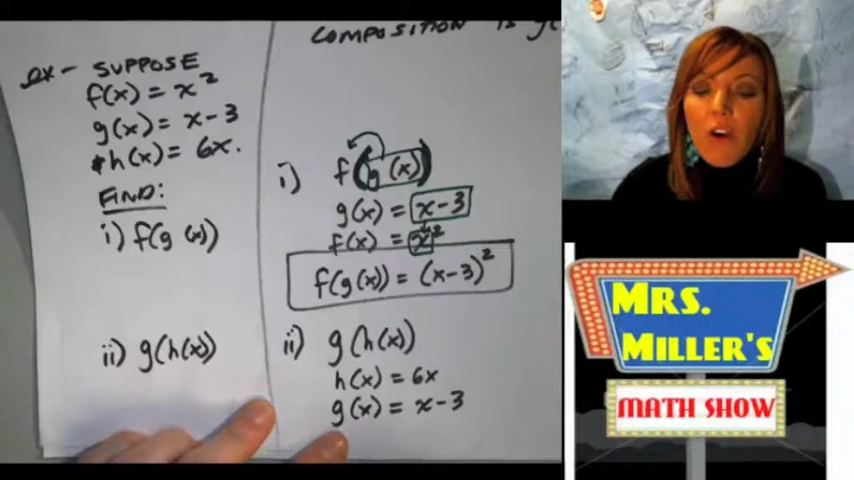 ex- SUPPOSE
f(x) = x²
g(x) = x-3
h(x) = 6x.
FIND:
i) f(g(x))
ii) g(h(x))
COMPOSITION is g(
i) f(g(x))
g(x) = x-3
f(x) = x²
f(g(x)) = (x-3)²
ii) g(h(x))
h(x) = 6x
g(x) = x-3
MRS.
MILLER'S
MATH SHOW